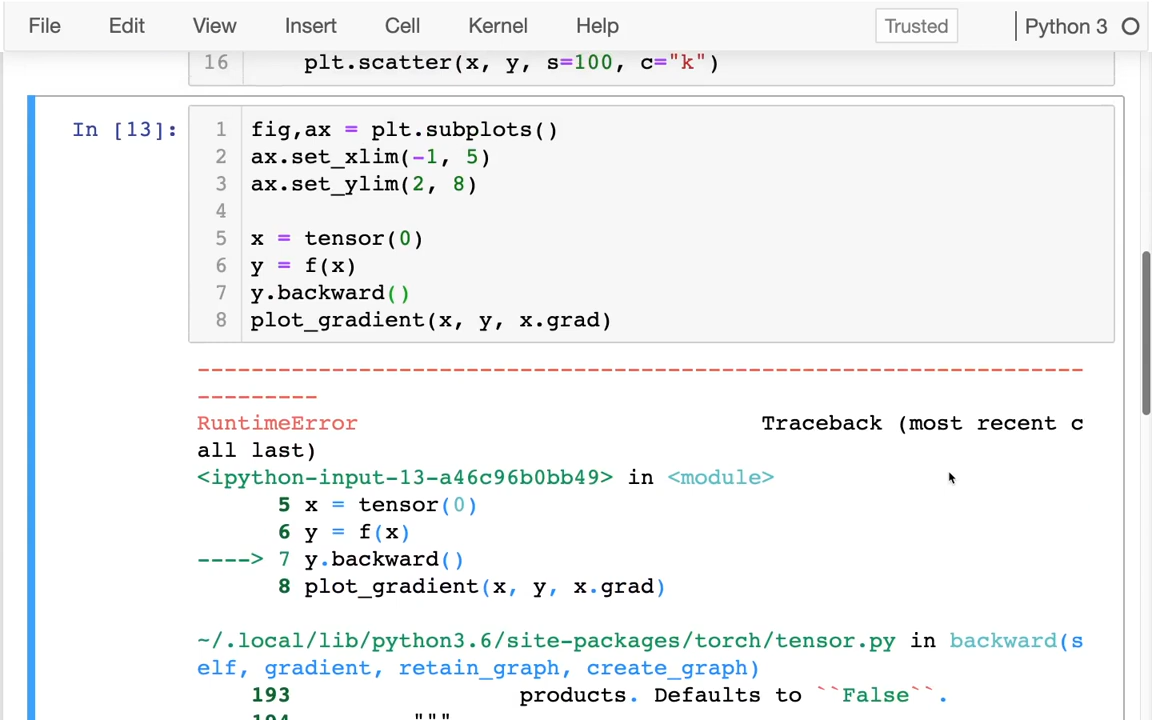 File Edit View Insert Cell Kernel Help Trusted Python 3
16 plt.scatter(x, y, s=100, c="k")
In [13]: 1 fig,ax = plt.subplots()
2 ax.set_xlim(-1, 5)
3 ax.set_ylim(2, 8)
4
5 x = tensor(0)
6 y = f(x)
7 y.backward()
8 plot_gradient(x, y, x.grad)
------------------------------------------------------------------
---------
RuntimeError Traceback (most recent c
all last)
<ipython-input-13-a46c96b0bb49> in <module>
5 x = tensor(0)
6 y = f(x)
----> 7 y.backward()
8 plot_gradient(x, y, x.grad)
~/.local/lib/python3.6/site-packages/torch/tensor.py in backward(s
elf, gradient, retain_graph, create_graph)
193 products. Defaults to ``False``.
194 """